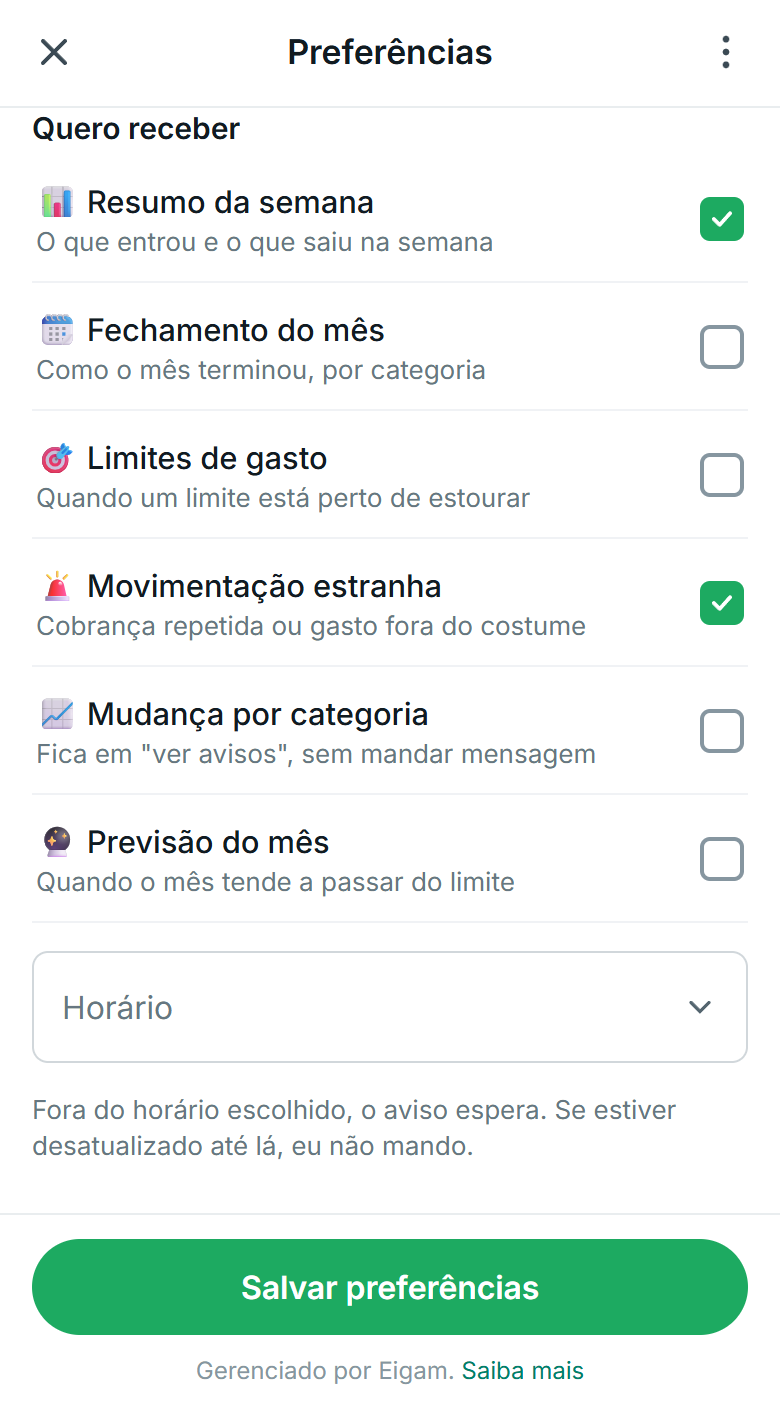 Preferências
Quero receber
Resumo da semana
O que entrou e o que saiu na semana
Fechamento do mês
Como o mês terminou, por categoria
Limites de gasto
Quando um limite está perto de estourar
Movimentação estranha
Cobrança repetida ou gasto fora do costume
Mudança por categoria
Fica em "ver avisos", sem mandar mensagem
Previsão do mês
Quando o mês tende a passar do limite
Horário
Fora do horário escolhido, o aviso espera. Se estiver
desatualizado até lá, eu não mando.
Salvar preferências
Gerenciado por Eigam. Saiba mais